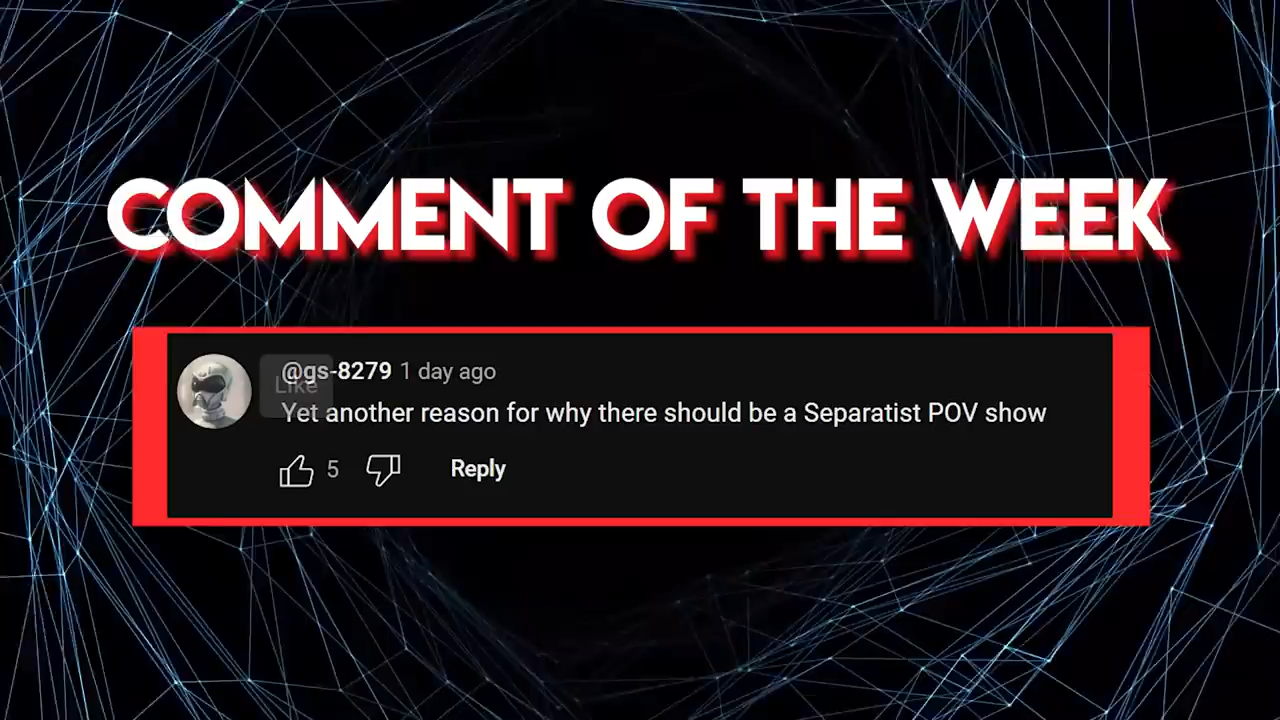 COMMENT OF THE WEEK
@gs-8279 1 day ago
Like
Yet another reason for why there should be a Separatist POV show
5 Reply